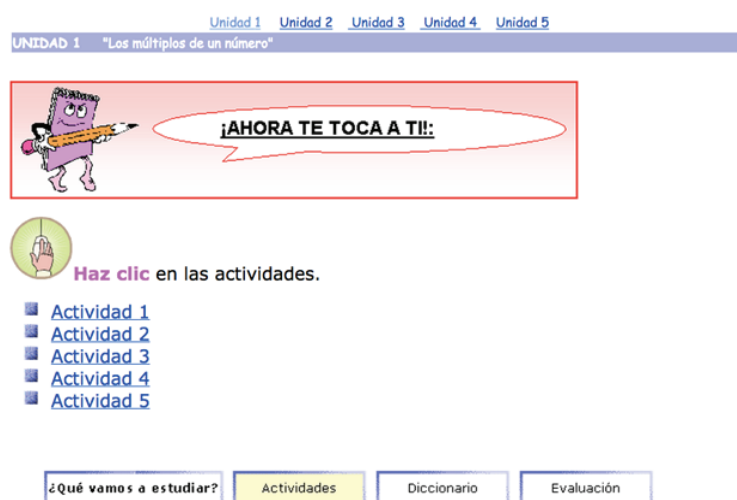 Unidad 1 Unidad 2 Unidad 3 Unidad 4 Unidad 5
UNIDAD 1 "Los múltiplos de un número"
¡AHORA TE TOCA A TI!:
Haz clic en las actividades.
Actividad 1
Actividad 2
Actividad 3
Actividad 4
Actividad 5
¿Qué vamos a estudiar? Actividades Diccionario Evaluación